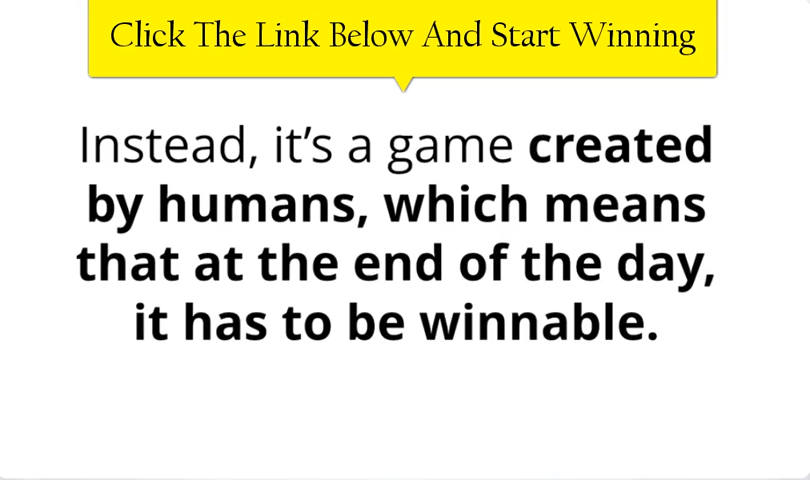 Click The Link Below And Start Winning
Instead, it’s a game created
by humans, which means
that at the end of the day,
it has to be winnable.